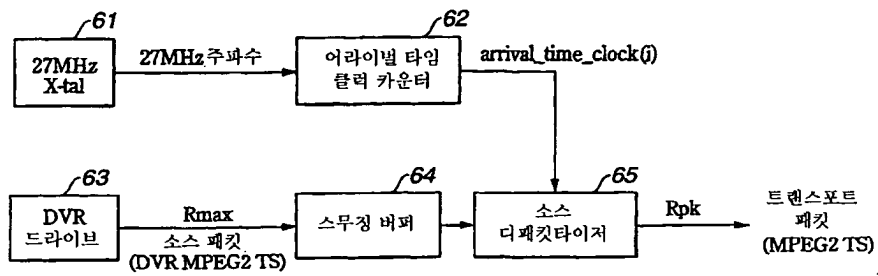 61
27MHz
X-tal
27MHz 주파수
62
어라이벌 타임
클럭 카운터
arrival_time_clock(i)
63
DVR
드라이브
Rmax
소스 패킷
(DVR MPEG2 TS)
64
스무징 버퍼
65
소스
디패킷타이저
Rpk
트랜스포트
패킷
(MPEG2 TS)